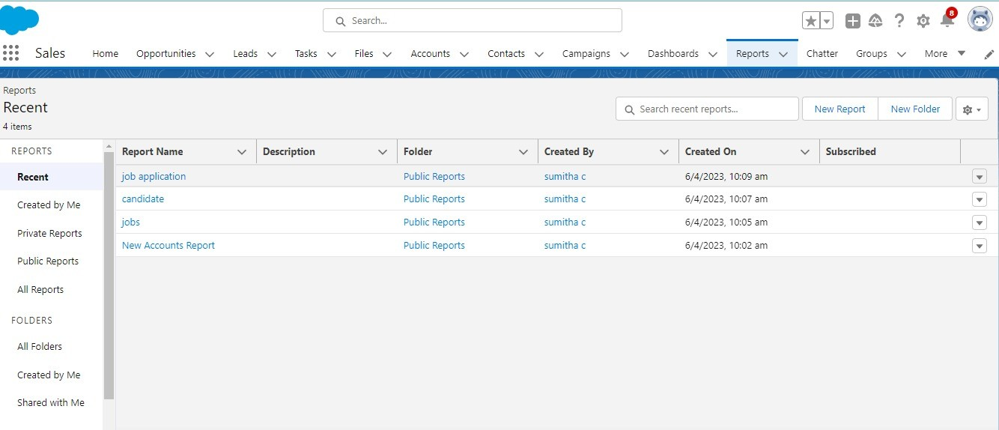 Search...
8
Sales Home Opportunities Leads Tasks Files Accounts Contacts Campaigns Dashboards Reports Chatter Groups More
Reports
Recent
4 items
Search recent reports...
New Report
New Folder
REPORTS
Recent
Created by Me
Private Reports
Public Reports
All Reports
FOLDERS
All Folders
Created by Me
Shared with Me
Report Name Description Folder Created By Created On Subscribed
job application Public Reports sumitha c 6/4/2023, 10:09 am
candidate Public Reports sumitha c 6/4/2023, 10:07 am
jobs Public Reports sumitha c 6/4/2023, 10:05 am
New Accounts Report Public Reports sumitha c 6/4/2023, 10:02 am